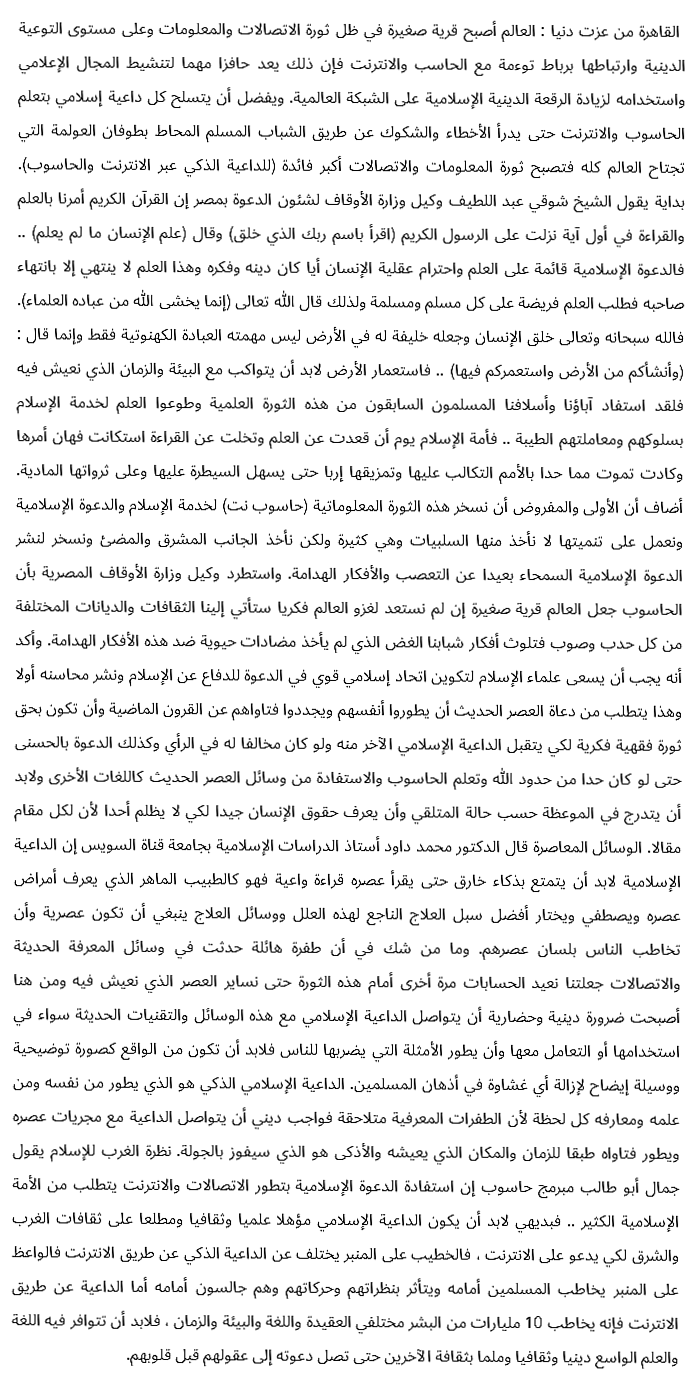 القاهرة من عزت دنيا : العالم أصبح قرية صغيرة في ظل ثورة الاتصالات والمعلومات وعلى مستوى التوعية
الدينية وارتباطها برباط توءمة مع الحاسب والانترنت فإن ذلك يعد حافزا مهما لتنشيط المجال الإعلامي
واستخدامه لزيادة الرقعة الدينية الإسلامية على الشبكة العالمية. ويفضل أن يتسلح كل داعية إسلامي بتعلم
الحاسوب والانترنت حتى يدرأ الأخطاء والشكوك عن طريق الشباب المسلم المحاط بطوفان العولمة التي
تجتاح العالم كله فتصبح ثورة المعلومات والاتصالات أكبر فائدة (للداعية الذكي عبر الانترنت والحاسوب).
بداية يقول الشيخ شوقي عبد اللطيف وكيل وزارة الأوقاف لشئون الدعوة بمصر إن القرآن الكريم أمرنا بالعلم
والقراءة في أول آية نزلت على الرسول الكريم (اقرأ باسم ربك الذي خلق) وقال (علم الإنسان ما لم يعلم) ..
فالدعوة الإسلامية قائمة على العلم واحترام عقلية الإنسان أيا كان دينه وفكره وهذا العلم لا ينتهي إلا بانتهاء
صاحبه فطلب العلم فريضة على كل مسلم ومسلمة ولذلك قال الله تعالى (إنما يخشى الله من عباده العلماء).
فالله سبحانه وتعالى خلق الإنسان وجعله خليفة له في الأرض ليس مهمته العبادة الكهنوتية فقط وإنما قال :
(وأنشأكم من الأرض واستعمركم فيها) .. فاستعمار الأرض لابد أن يتواكب مع البيئة والزمان الذي نعيش فيه
فلقد استفاد آباؤنا وأسلافنا المسلمون السابقون من هذه الثورة العلمية وطوعوا العلم لخدمة الإسلام
بسلوكهم ومعاملتهم الطيبة .. فأمة الإسلام يوم أن قعدت عن العلم وتخلت عن القراءة استكانت فهان أمرها
وكادت تموت مما حدا بالأمم التكالب عليها وتمزيقها إربا حتى يسهل السيطرة عليها وعلى ثرواتها المادية.
أضاف أن الأولى والمفروض أن نسخر هذه الثورة المعلوماتية (حاسوب نت) لخدمة الإسلام والدعوة الإسلامية
ونعمل على تنميتها لا نأخذ منها السلبيات وهي كثيرة ولكن نأخذ الجانب المشرق والمضئ ونسخر لنشر
الدعوة الإسلامية السمحاء بعيدا عن التعصب والأفكار الهدامة. واستطرد وكيل وزارة الأوقاف المصرية بأن
الحاسوب جعل العالم قرية صغيرة إن لم نستعد لغزو العالم فكريا ستأتي إلينا الثقافات والديانات المختلفة
من كل حدب وصوب فتلوث أفكار شبابنا الغض الذي لم يأخذ مضادات حيوية ضد هذه الأفكار الهدامة. وأكد
أنه يجب أن يسعى علماء الإسلام لتكوين اتحاد إسلامي قوي في الدعوة للدفاع عن الإسلام ونشر محاسنه أولا
وهذا يتطلب من دعاة العصر الحديث أن يطوروا أنفسهم ويجددوا فتاواهم عن القرون الماضية وأن تكون بحق
ثورة فقهية فكرية لكي يتقبل الداعية الإسلامي الآخر منه ولو كان مخالفا له في الرأي وكذلك الدعوة بالحسنى
حتى لو كان حدا من حدود الله وتعلم الحاسوب والاستفادة من وسائل العصر الحديث كاللغات الأخرى ولابد
أن يتدرج في الموعظة حسب حالة المتلقي وأن يعرف حقوق الإنسان جيدا لكي لا يظلم أحدا لأن لكل مقام
مقالا. الوسائل المعاصرة قال الدكتور محمد داود أستاذ الدراسات الإسلامية بجامعة قناة السويس إن الداعية
الإسلامية لابد أن يتمتع بذكاء خارق حتى يقرأ عصره قراءة واعية فهو كالطبيب الماهر الذي يعرف أمراض
عصره ويصطفي ويختار أفضل سبل العلاج الناجع لهذه العلل ووسائل العلاج ينبغي أن تكون عصرية وأن
تخاطب الناس بلسان عصرهم. وما من شك في أن طفرة هائلة حدثت في وسائل المعرفة الحديثة
والاتصالات جعلتنا نعيد الحسابات مرة أخرى أمام هذه الثورة حتى نساير العصر الذي نعيش فيه ومن هنا
أصبحت ضرورة دينية وحضارية أن يتواصل الداعية الإسلامي مع هذه الوسائل والتقنيات الحديثة سواء في
استخدامها أو التعامل معها وأن يطور الأمثلة التي يضربها للناس فلابد أن تكون من الواقع كصورة توضيحية
ووسيلة إيضاح لإزالة أي غشاوة في أذهان المسلمين. الداعية الإسلامي الذكي هو الذي يطور من نفسه ومن
علمه ومعارفه كل لحظة لأن الطفرات المعرفية متلاحقة فواجب ديني أن يتواصل الداعية مع مجريات عصره
ويطور فتاواه طبقا للزمان والمكان الذي يعيشه والأذكى هو الذي سيفوز بالجولة. نظرة الغرب للإسلام يقول
جمال أبو طالب مبرمج حاسوب إن استفادة الدعوة الإسلامية بتطور الاتصالات والانترنت يتطلب من الأمة
الإسلامية الكثير .. فبديهي لابد أن يكون الداعية الإسلامي مؤهلا علميا وثقافيا ومطلعا على ثقافات الغرب
والشرق لكي يدعو على الانترنت ، فالخطيب على المنبر يختلف عن الداعية الذكي عن طريق الانترنت فالواعظ
على المنبر يخاطب المسلمين أمامه ويتأثر بنظراتهم وحركاتهم وهم جالسون أمامه أما الداعية عن طريق
الانترنت فإنه يخاطب 10 مليارات من البشر مختلفي العقيدة واللغة والبيئة والزمان ، فلابد أن تتوافر فيه اللغة
والعلم الواسع دينيا وثقافيا وملما بثقافة الآخرين حتى تصل دعوته إلى عقولهم قبل قلوبهم.